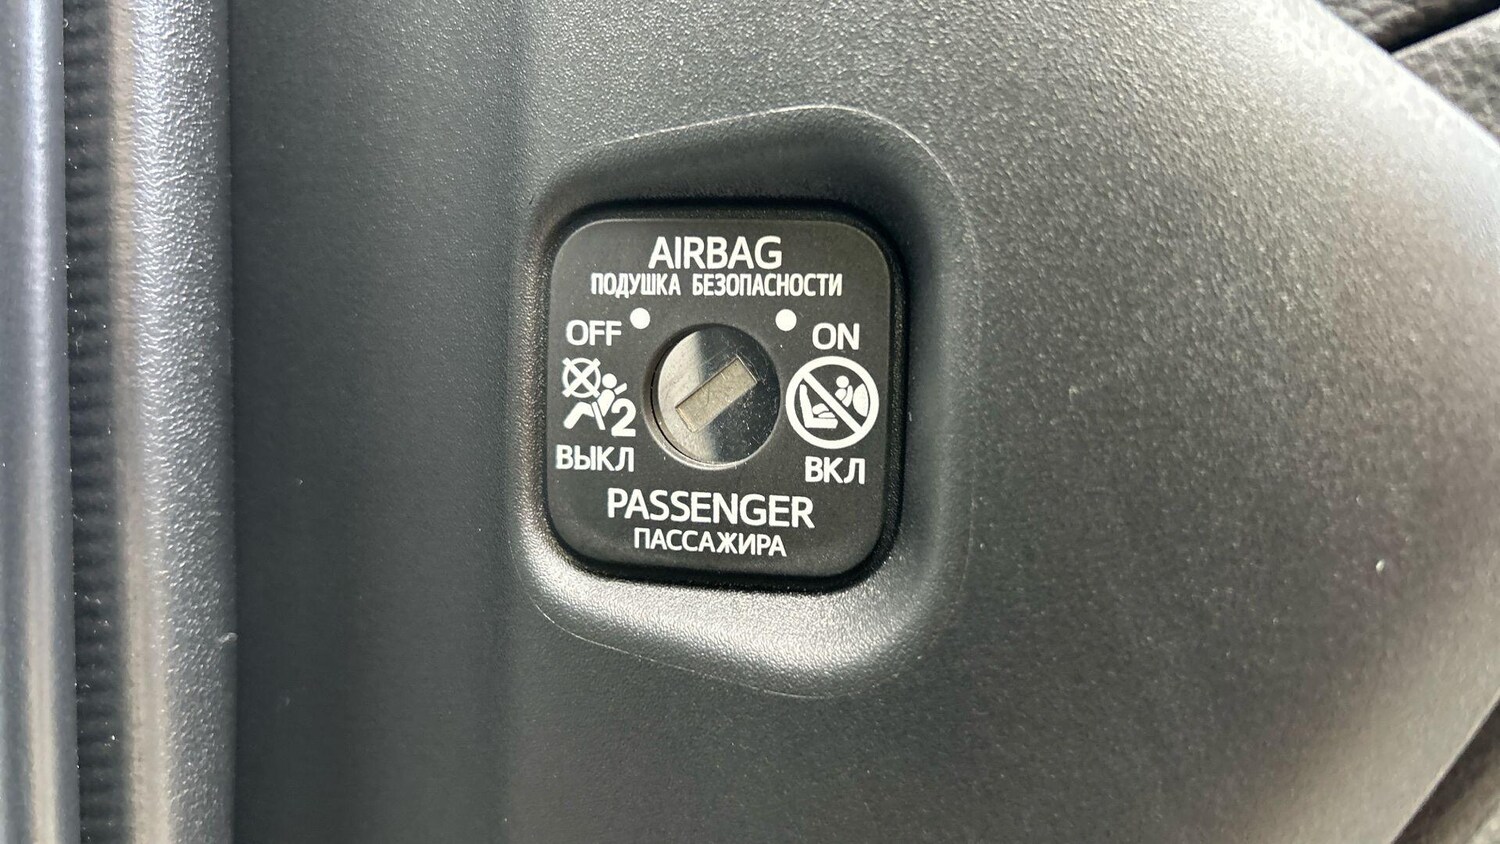 AIRBAG
ПОДУШКА БЕЗОПАСНОСТИ
OFF
ON
2
ВЫКЛ
ВКЛ
PASSENGER
ПАССАЖИРА